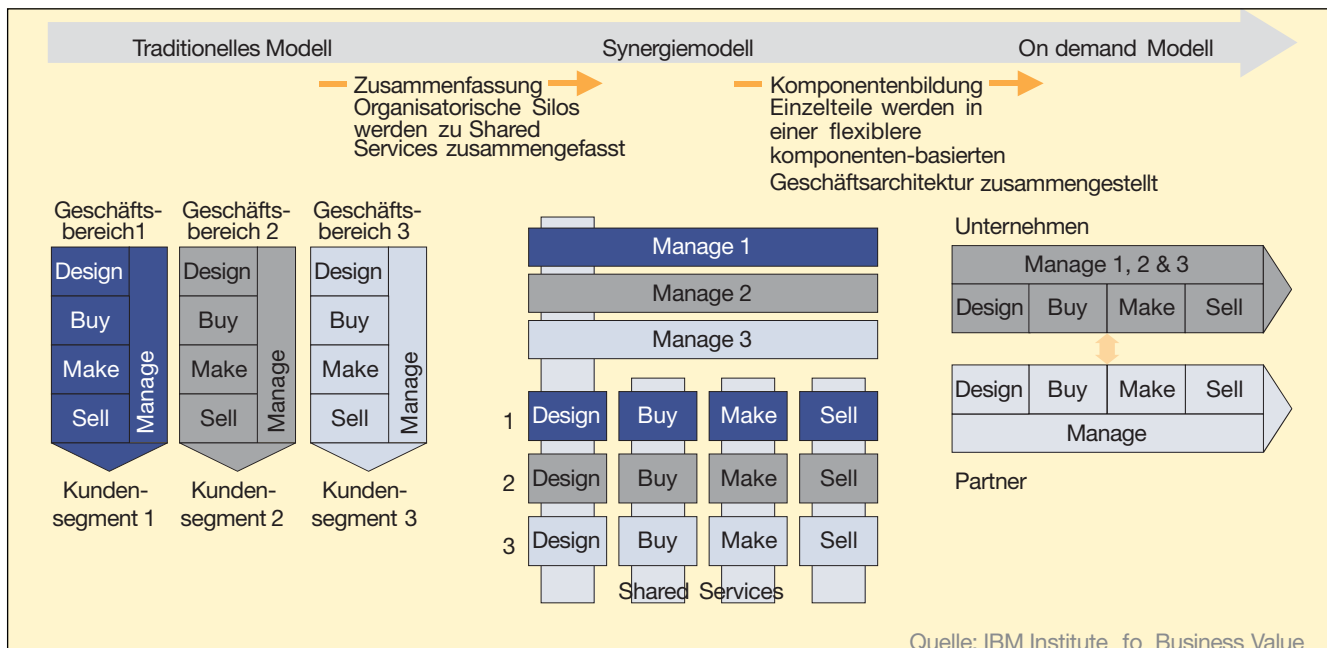 Traditionelles Modell
Synergiemodell
On demand Modell
Zusammenfassung
Organisatorische Silos
werden zu Shared
Services zusammengefasst
Komponentenbildung
Einzelteile werden in
einer flexiblere
komponenten-basierten
Geschäftsarchitektur zusammengestellt
Geschäfts-
bereich1
Geschäfts-
bereich 2
Geschäfts-
bereich 3
Design
Buy
Make
Sell
Manage
Design
Buy
Make
Sell
Manage
Design
Buy
Make
Sell
Manage
Kunden-
segment 1
Kunden-
segment 2
Kunden-
segment 3
Manage 1
Manage 2
Manage 3
1 Design Buy Make Sell
2 Design Buy Make Sell
3 Design Buy Make Sell
Shared Services
Unternehmen
Manage 1, 2 & 3
Design Buy Make Sell
Design Buy Make Sell
Manage
Partner
Quelle: IBM Institute fo Business Value